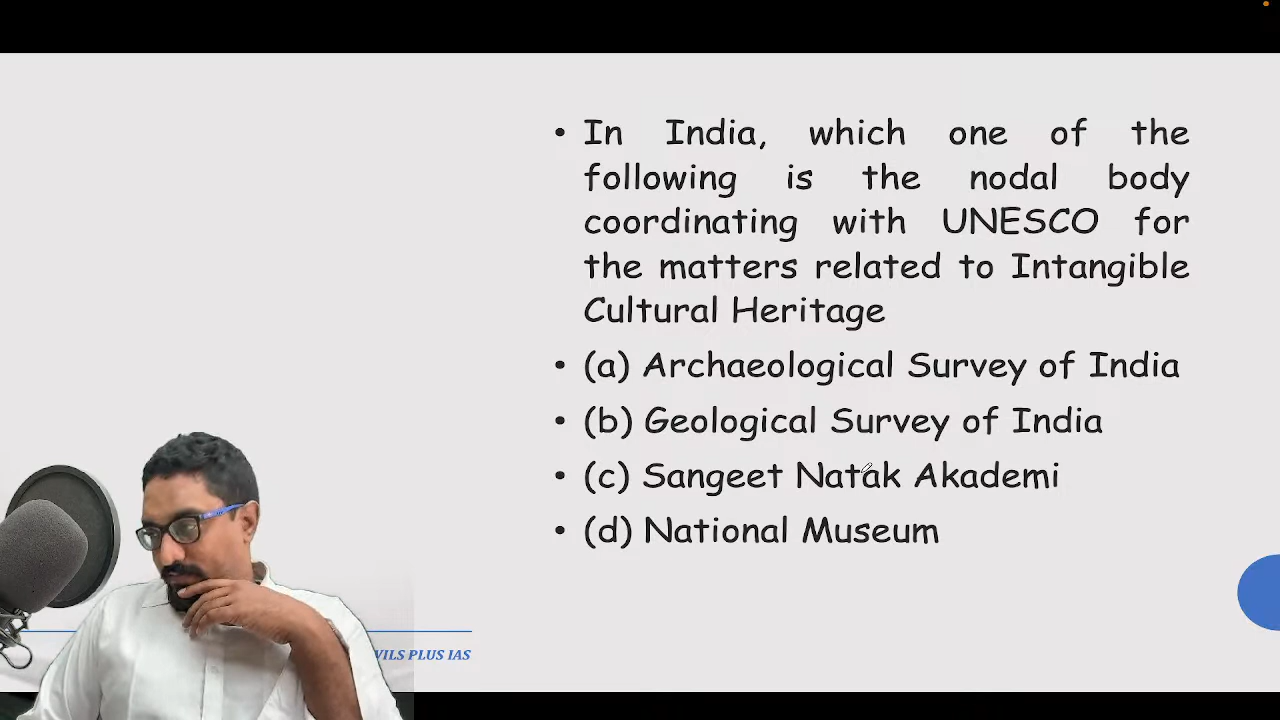 • In India, which one of the
following is the nodal body
coordinating with UNESCO for
the matters related to Intangible
Cultural Heritage
• (a) Archaeological Survey of India
• (b) Geological Survey of India
• (c) Sangeet Natak Akademi
• (d) National Museum
PLUS IAS